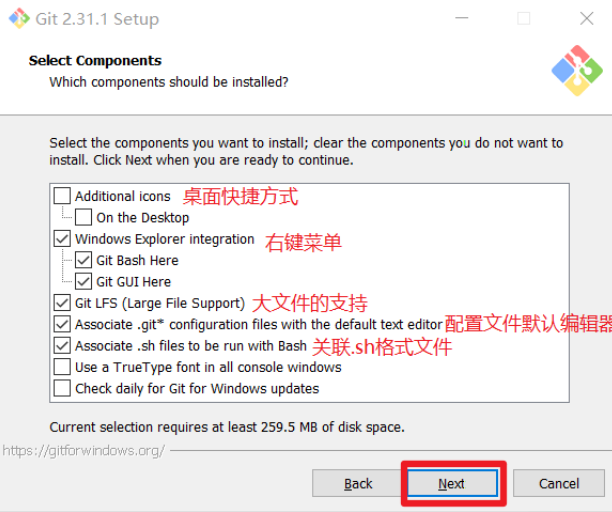 Git 2.31.1 Setup
Select Components
Which components should be installed?
Select the components you want to install; clear the components you do not want to
install. Click Next when you are ready to continue.
Additional icons 桌面快捷方式
On the Desktop
Windows Explorer integration 右键菜单
Git Bash Here
Git GUI Here
Git LFS (Large File Support) 大文件的支持
Associate .git* configuration files with the default text editor 配置文件默认编辑器
Associate .sh files to be run with Bash 关联.sh格式文件
Use a TrueType font in all console windows
Check daily for Git for Windows updates
Current selection requires at least 259.5 MB of disk space.
https://gitforwindows.org/
Back Next Cancel